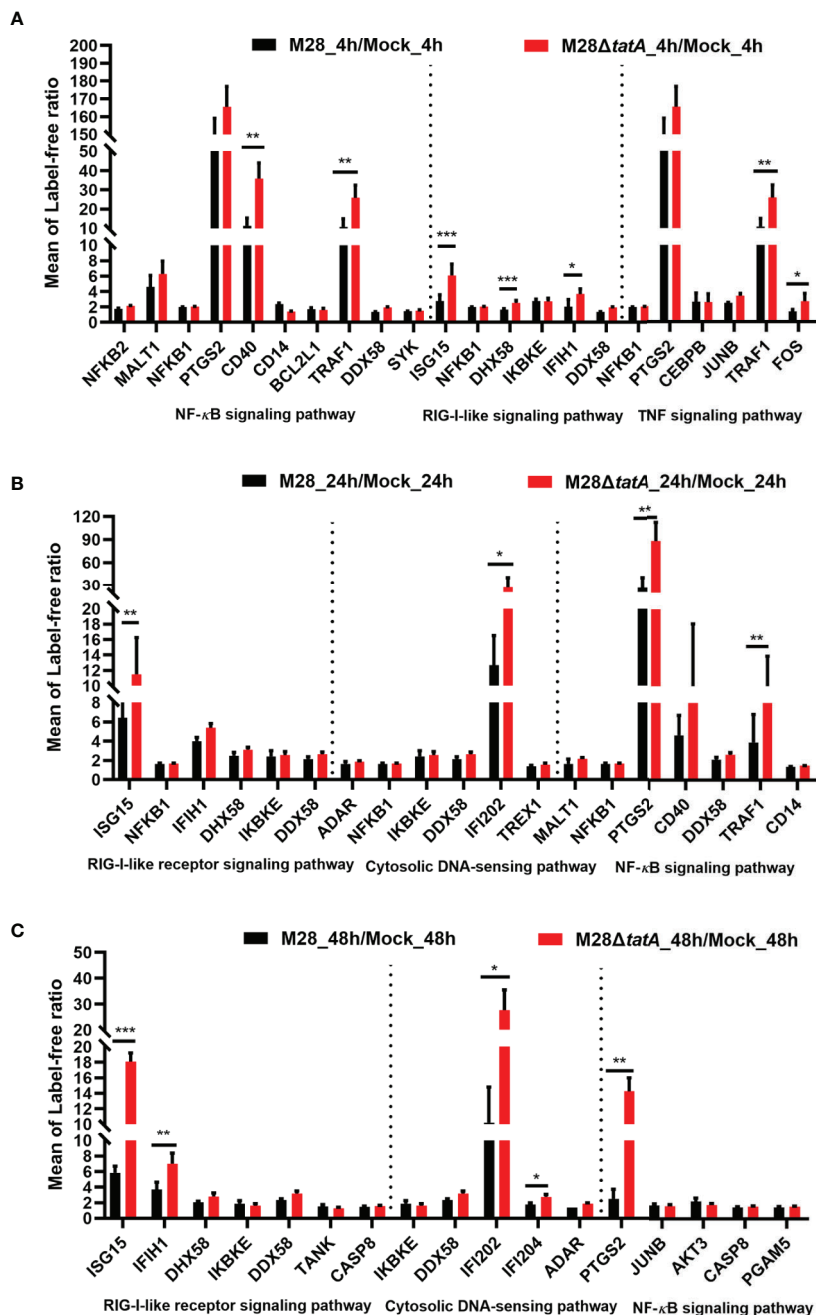 A
M28_4h/Mock_4h M28ΔtatA_4h/Mock_4h
Mean of Label-free ratio
200
190
180
170
160
150
50
40
30
20
10
10
8
6
4
2
** ** *** *** * ** *
NFKB2 MALT1 NFKB1 PTGS2 CD40 CD14 BCL2L1 TRAF1 DDX58 SYK ISG15 NFKB1 DHX58 IKBKE IFIH1 DDX58 NFKB1 PTGS2 CEBPB JUNB TRAF1 FOS
NF-κB signaling pathway RIG-I-like signaling pathway TNF signaling pathway
B
M28_24h/Mock_24h M28ΔtatA_24h/Mock_24h
Mean of Label-free ratio
120
90
60
30
20
18
16
14
12
10
8
6
4
2
0
** * ** **
ISG15 NFKB1 IFIH1 DHX58 IKBKE DDX58 ADAR NFKB1 IKBKE DDX58 IFI202 TREX1 MALT1 NFKB1 PTGS2 CD40 DDX58 TRAF1 CD14
RIG-I-like receptor signaling pathway Cytosolic DNA-sensing pathway NF-κB signaling pathway
C
M28_48h/Mock_48h M28ΔtatA_48h/Mock_48h
Mean of Label-free ratio
50
40
30
20
20
18
16
14
12
10
10
8
6
4
2
0
*** ** * * **
ISG15 IFIH1 DHX58 IKBKE DDX58 TANK CASP8 IKBKE DDX58 IFI202 IFI204 ADAR PTGS2 JUNB AKT3 CASP8 PGAM5
RIG-I-like receptor signaling pathway Cytosolic DNA-sensing pathway NF-κB signaling pathway